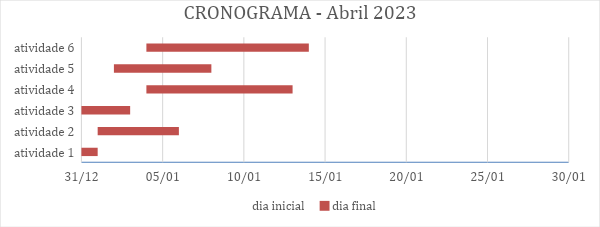 CRONOGRAMA - Abril 2023
atividade 6
atividade 5
atividade 4
atividade 3
atividade 2
atividade 1
31/12 05/01 10/01 15/01 20/01 25/01 30/01
dia inicial dia final